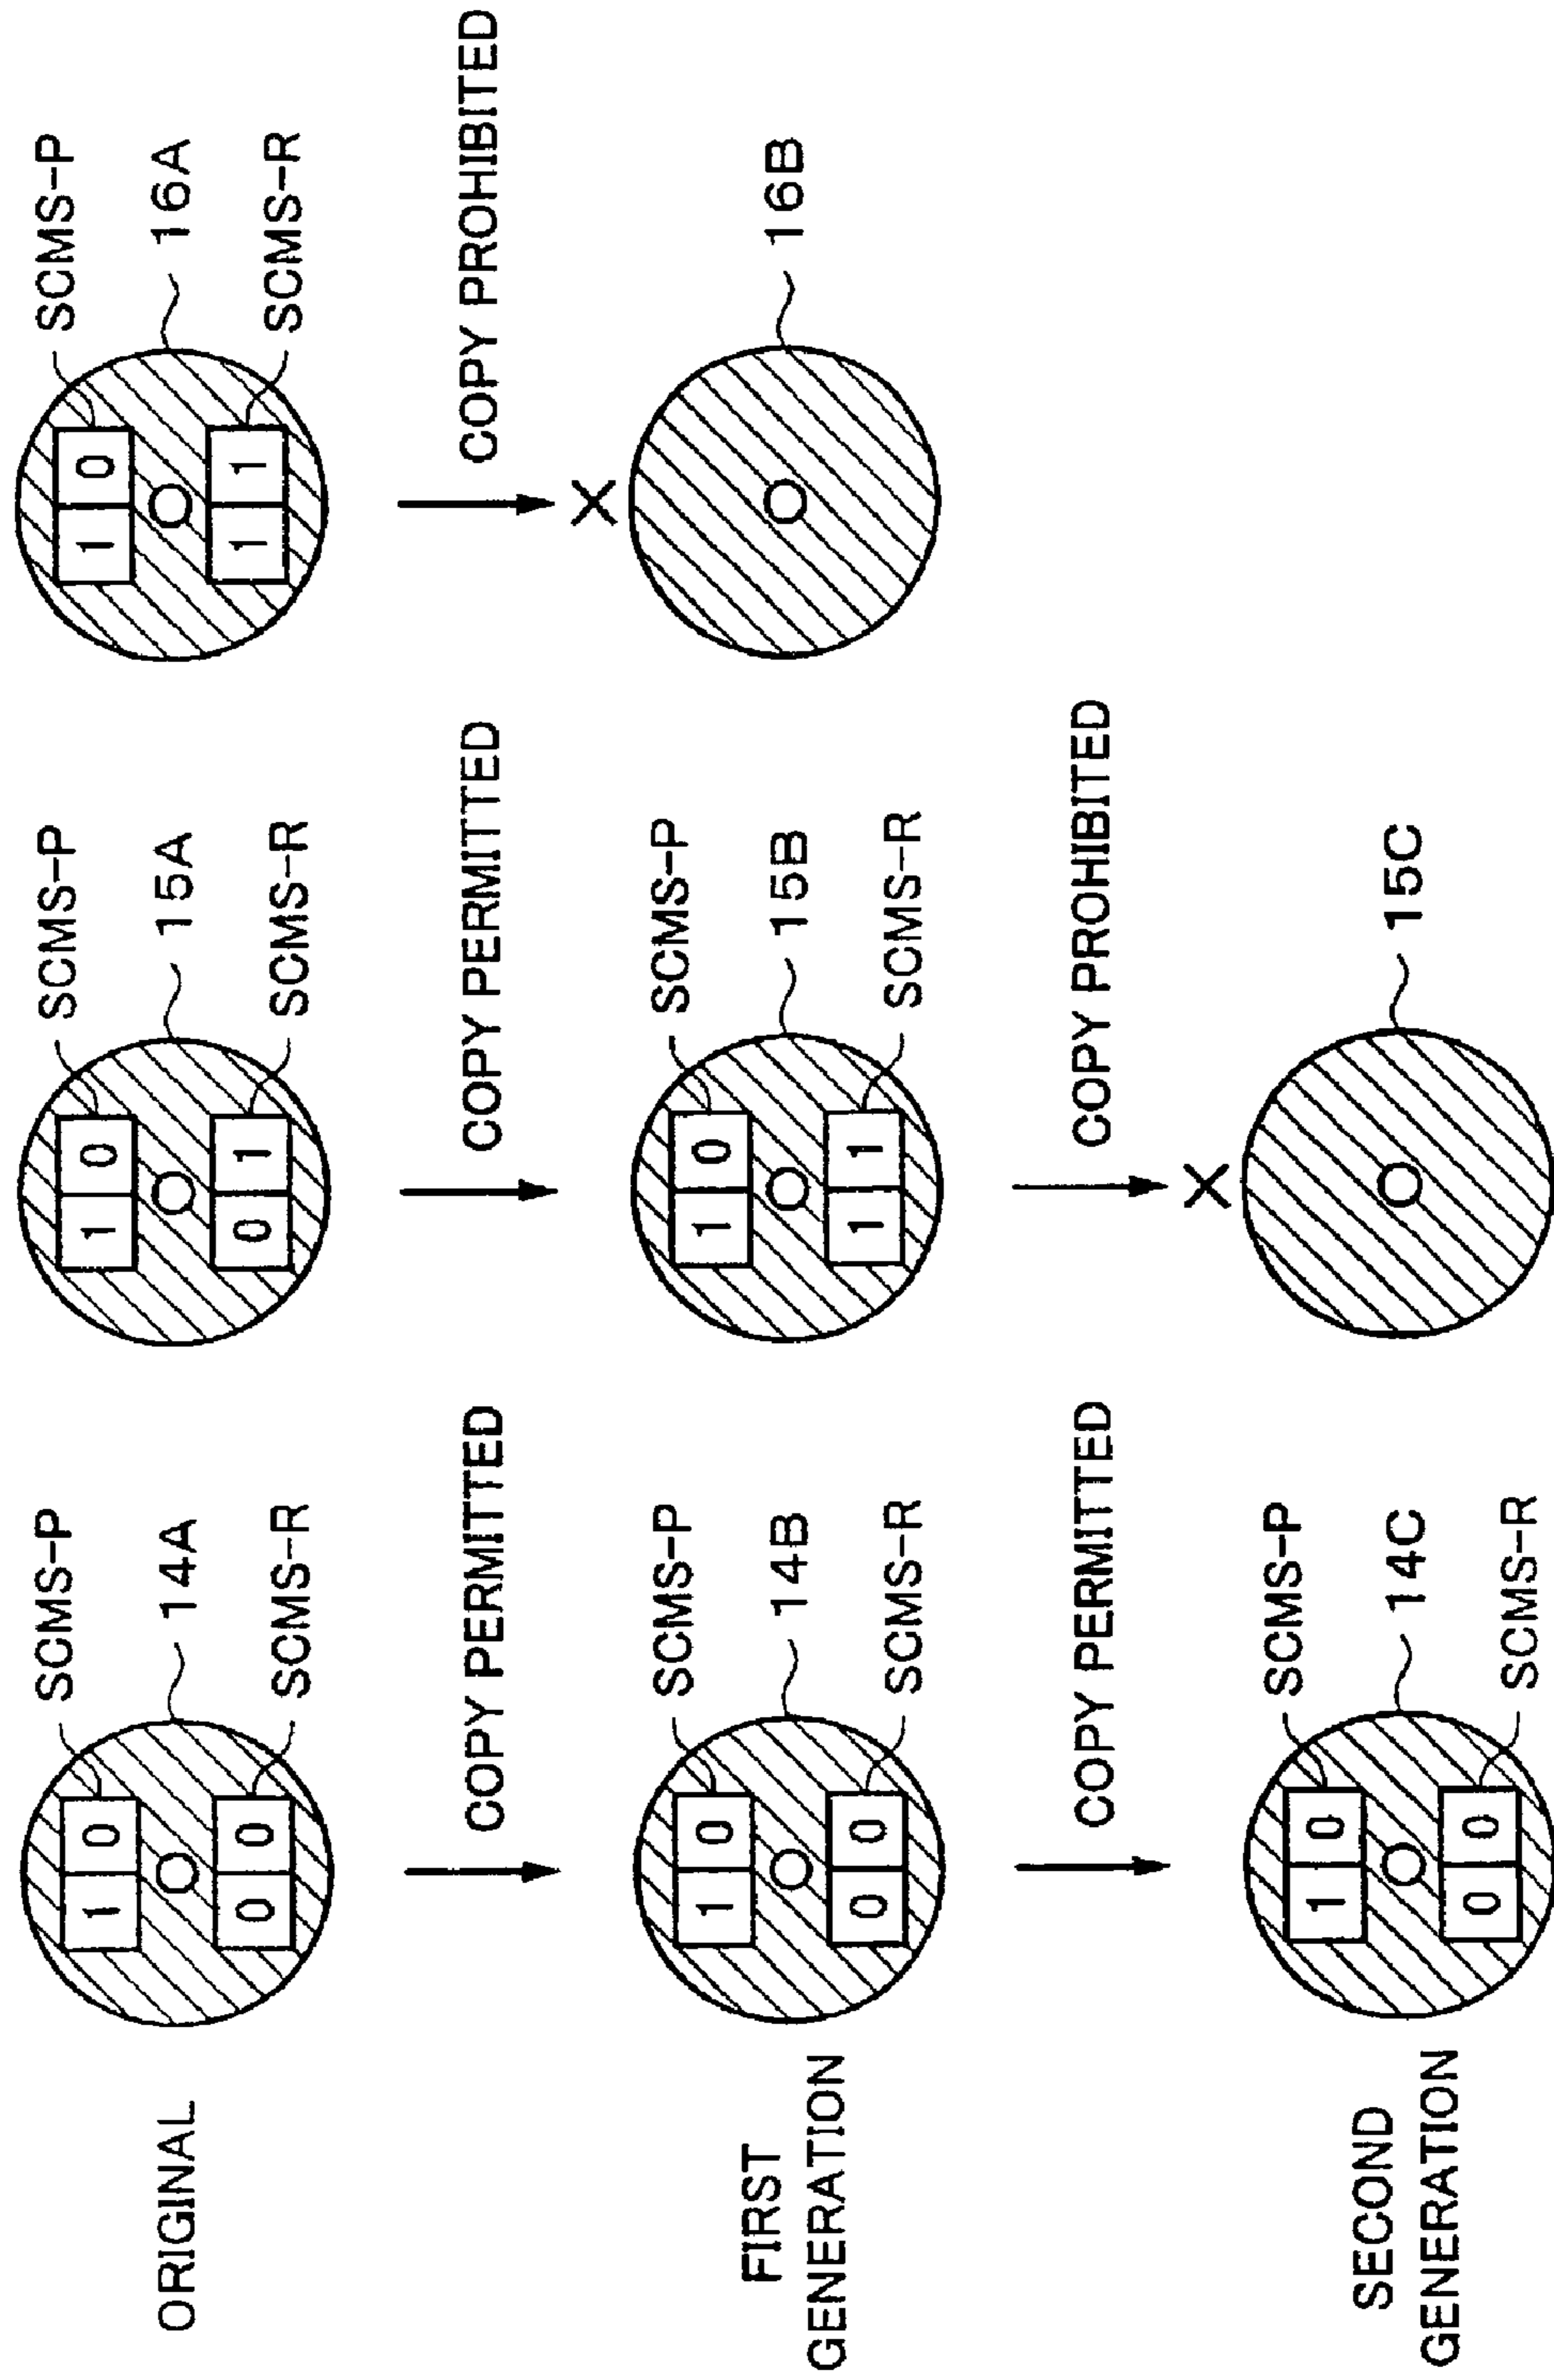 SCMS-P SCMS-P SCMS-P
1 0 1 0 1 0
ORIGINAL 14A 15A 16A
0 0 0 1 1 1
SCMS-R SCMS-R SCMS-R
COPY PERMITTED COPY PERMITTED COPY PROHIBITED
X
SCMS-P SCMS-P
1 0 1 0
FIRST
GENERATION
14B 15B 16B
0 0 1 1
SCMS-R SCMS-R
COPY PERMITTED COPY PROHIBITED
X
SCMS-P
1 0
SECOND
GENERATION
14C 15C
0 0
SCMS-R